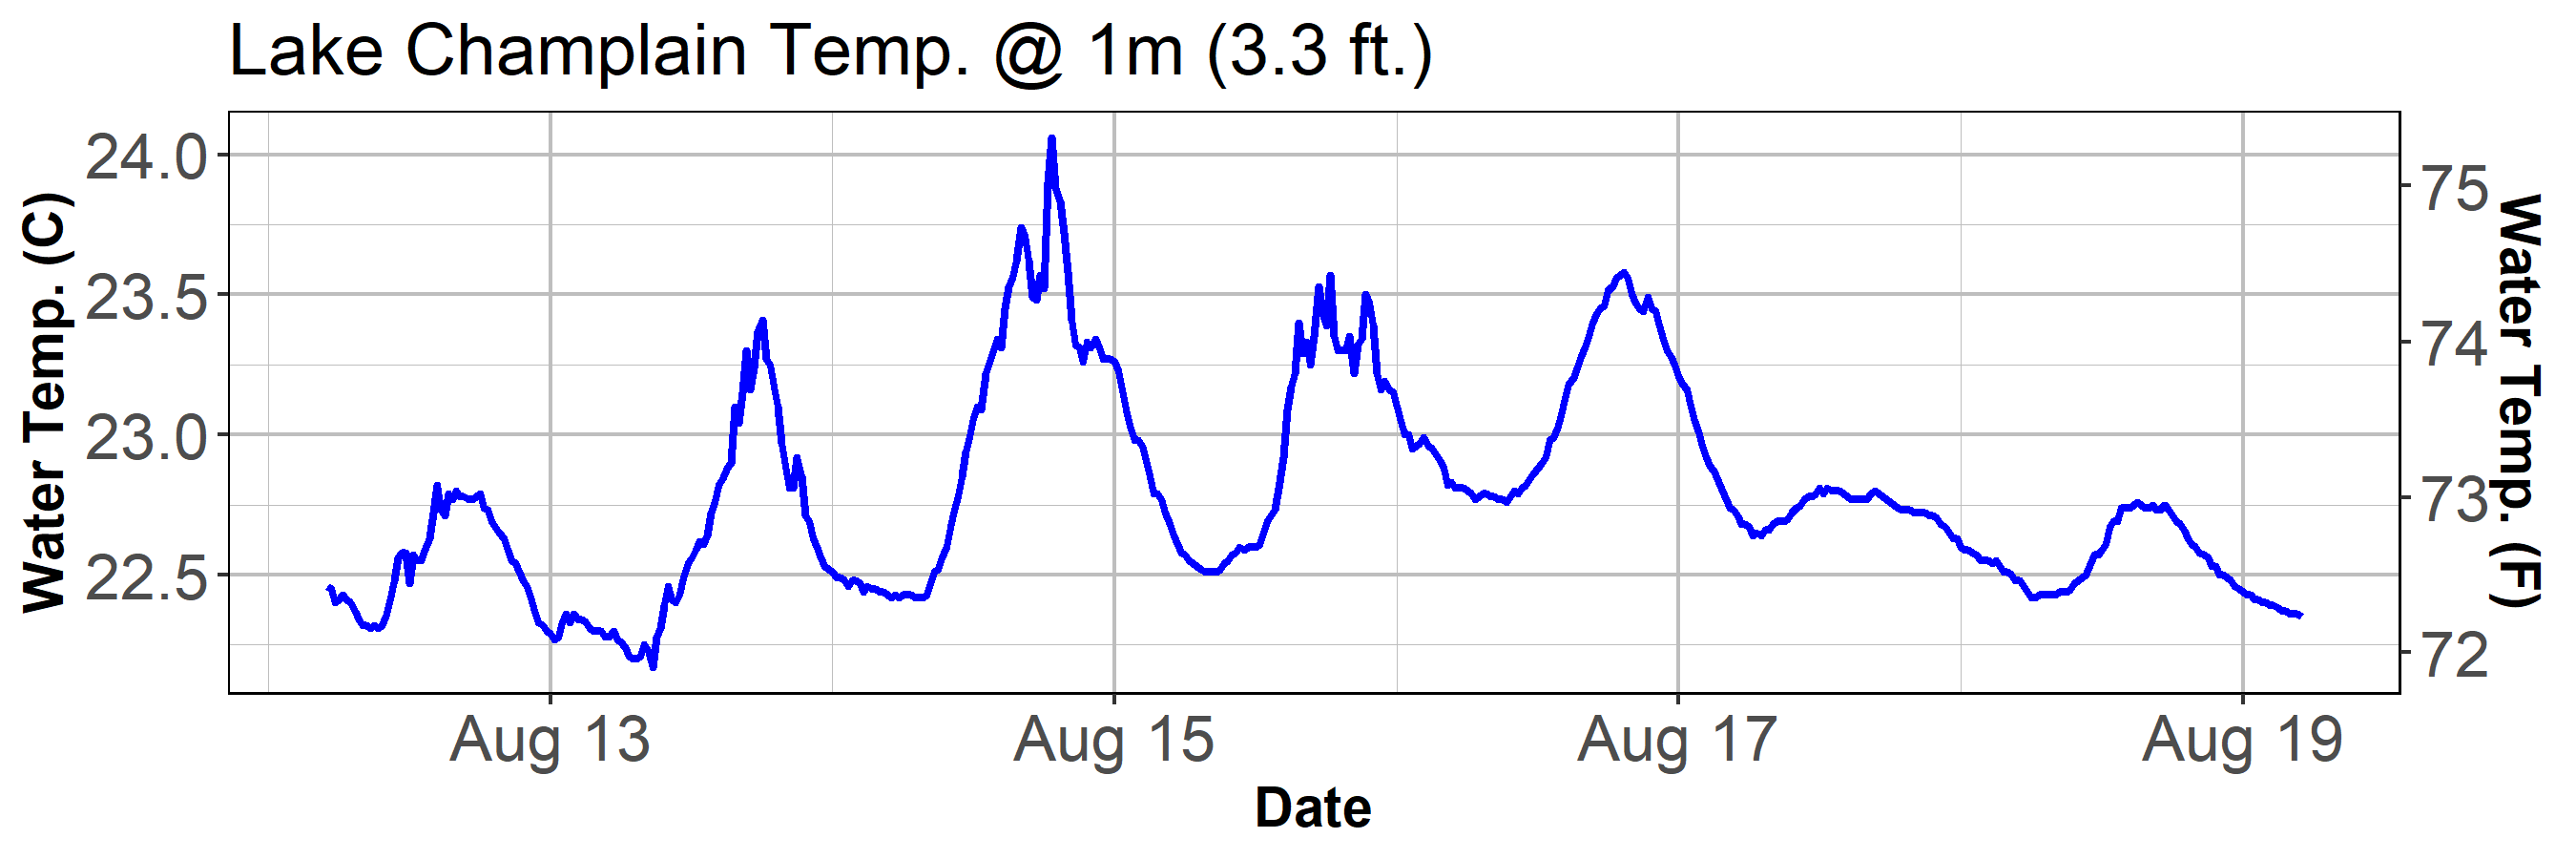 Lake Champlain Temp. @ 1m (3.3 ft.)
Water Temp. (C)
24.0
23.5
23.0
22.5
75
74
73
72
Water Temp. (F)
Aug 13 Aug 15 Aug 17 Aug 19
Date